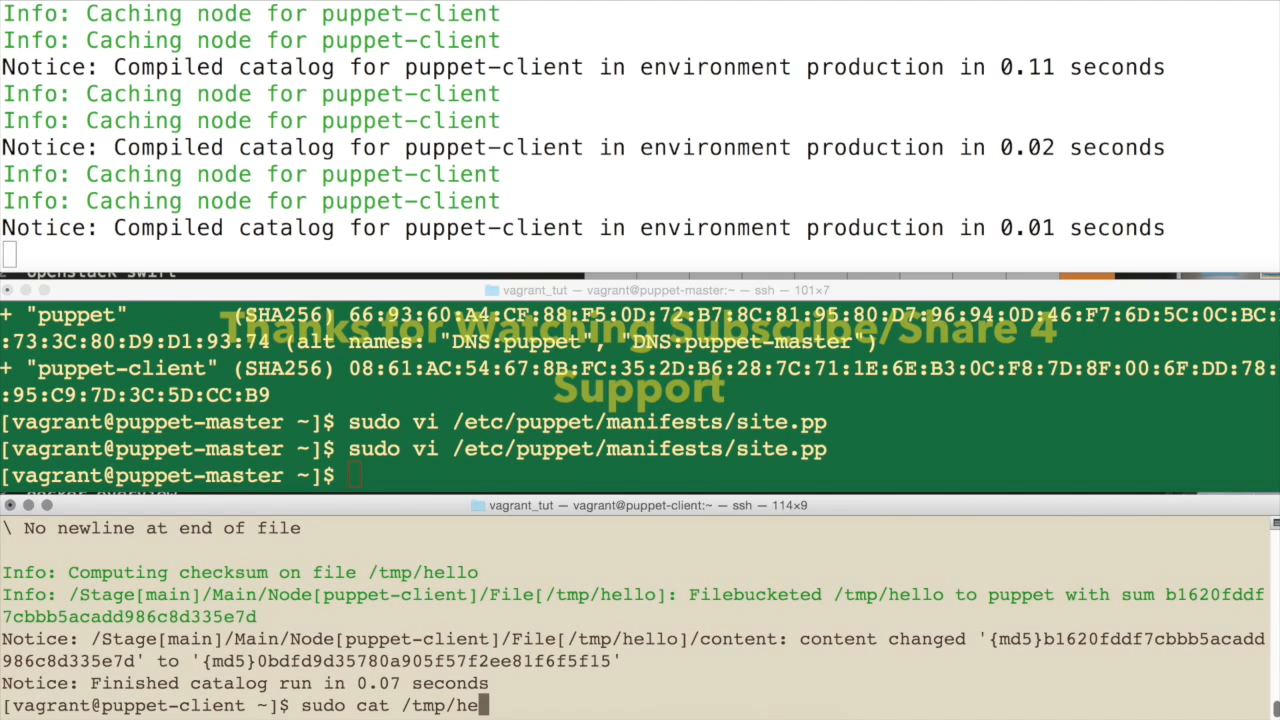 Info: Caching node for puppet-client
Info: Caching node for puppet-client
Notice: Compiled catalog for puppet-client in environment production in 0.11 seconds
Info: Caching node for puppet-client
Info: Caching node for puppet-client
Notice: Compiled catalog for puppet-client in environment production in 0.02 seconds
Info: Caching node for puppet-client
Info: Caching node for puppet-client
Notice: Compiled catalog for puppet-client in environment production in 0.01 seconds
openstack swift
vagrant_tut — vagrant@puppet-master:~ — ssh — 101×7
+ "puppet" (SHA256) 66:93:60:A4:CF:88:F5:0D:72:B7:8C:81:95:80:D7:96:94:0D:46:F7:6D:5C:0C:BC:
Thanks for Watching Subscribe/Share 4
:73:3C:80:D9:D1:93:74 (alt names: "DNS:puppet", "DNS:puppet-master")
+ "puppet-client" (SHA256) 08:61:AC:54:67:8B:FC:35:2D:B6:28:7C:71:1E:6E:B3:0C:F8:7D:8F:00:6F:DD:78:
Support
:95:C9:7D:3C:5D:CC:B9
[vagrant@puppet-master ~]$ sudo vi /etc/puppet/manifests/site.pp
[vagrant@puppet-master ~]$ sudo vi /etc/puppet/manifests/site.pp
[vagrant@puppet-master ~]$
docker overview
vagrant_tut — vagrant@puppet-client:~ — ssh — 114×9
\ No newline at end of file
Info: Computing checksum on file /tmp/hello
Info: /Stage[main]/Main/Node[puppet-client]/File[/tmp/hello]: Filebucketed /tmp/hello to puppet with sum b1620fddf
7cbbb5acadd986c8d335e7d
Notice: /Stage[main]/Main/Node[puppet-client]/File[/tmp/hello]/content: content changed '{md5}b1620fddf7cbbb5acadd
986c8d335e7d' to '{md5}0bdfd9d35780a905f57f2ee81f6f5f15'
Notice: Finished catalog run in 0.07 seconds
[vagrant@puppet-client ~]$ sudo cat /tmp/he